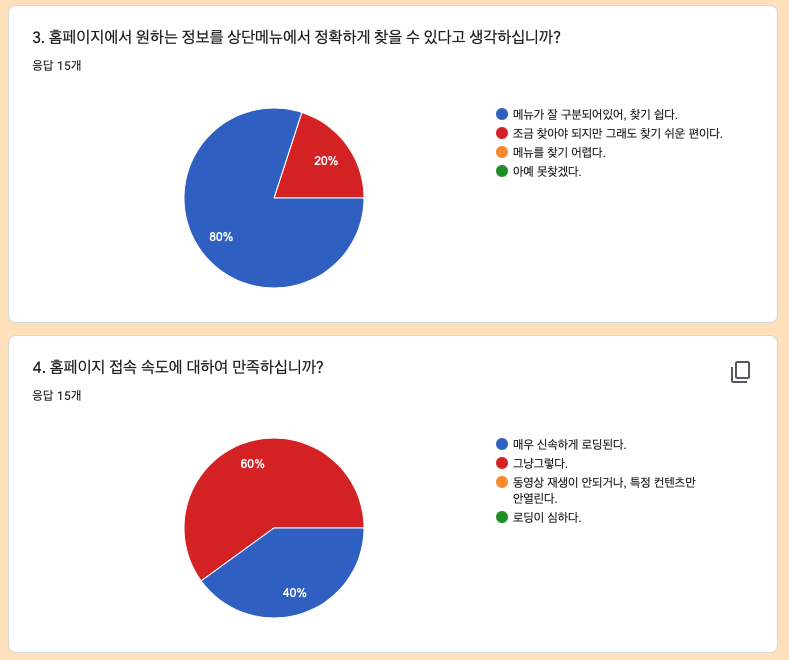 3. 홈페이지에서 원하는 정보를 상단메뉴에서 정확하게 찾을 수 있다고 생각하십니까?
응답 15개
메뉴가 잘 구분되어있어, 찾기 쉽다.
조금 찾아야 되지만 그래도 찾기 쉬운 편이다.
메뉴를 찾기 어렵다.
아예 못찾겠다.
20%
80%
4. 홈페이지 접속 속도에 대하여 만족하십니까?
응답 15개
매우 신속하게 로딩된다.
그냥그렇다.
동영상 재생이 안되거나, 특정 컨텐츠만
안열린다.
로딩이 심하다.
60%
40%